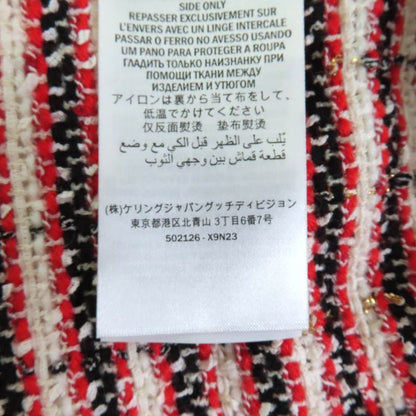 SIDE ONLY
REPASSER EXCLUSIVEMENT SUR
L'ENVERS AVEC UN LINGE INTERCALE
PASSAR O FERRO NO AVESSO USANDO
UM PANO PARA PROTEGER A ROUPA
ГЛАДИТЬ ТОЛЬКО НАИЗНАНКУ ПРИ
ПОМОЩИ ТКАНИ МЕЖДУ
ИЗДЕЛИЕМ И УТЮГОМ
アイロンは裏から当て布をして、
低温でかけてください
仅反面熨烫 垫布熨烫
يُلب على الظهر قبل الكي مع وضع
قطعة قماش بين وجهي الثوب
(株)ケリングジャパングッチディビジョン
東京都港区北青山 3丁目6番7号
502126 - X9N23